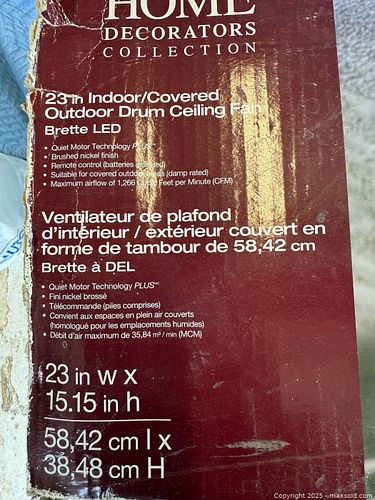 HOME
DECORATORS
COLLECTION
23 in Indoor/Covered
Outdoor Drum Ceiling Fan
Brette LED
• Quiet Motor Technology PLUS
• Brushed nickel finish
• Remote control (batteries included)
• Suitable for covered outdoor areas (damp rated)
• Maximum airflow of 1,266 Cubic Feet per Minute (CFM)
Ventilateur de plafond
d'intérieur / extérieur couvert en
forme de tambour de 58,42 cm
Brette à DEL
• Quiet Motor Technology PLUS
• Fini nickel brossé
• Télécommande (piles comprises)
• Convient aux espaces en plein air couverts
(homologué pour les emplacements humides)
• Débit d'air maximum de 35,84 m³ / min (MCM)
23 in w x
15.15 in h
58,42 cm l x
38,48 cm H
Copyright 2025 - maxsold.com